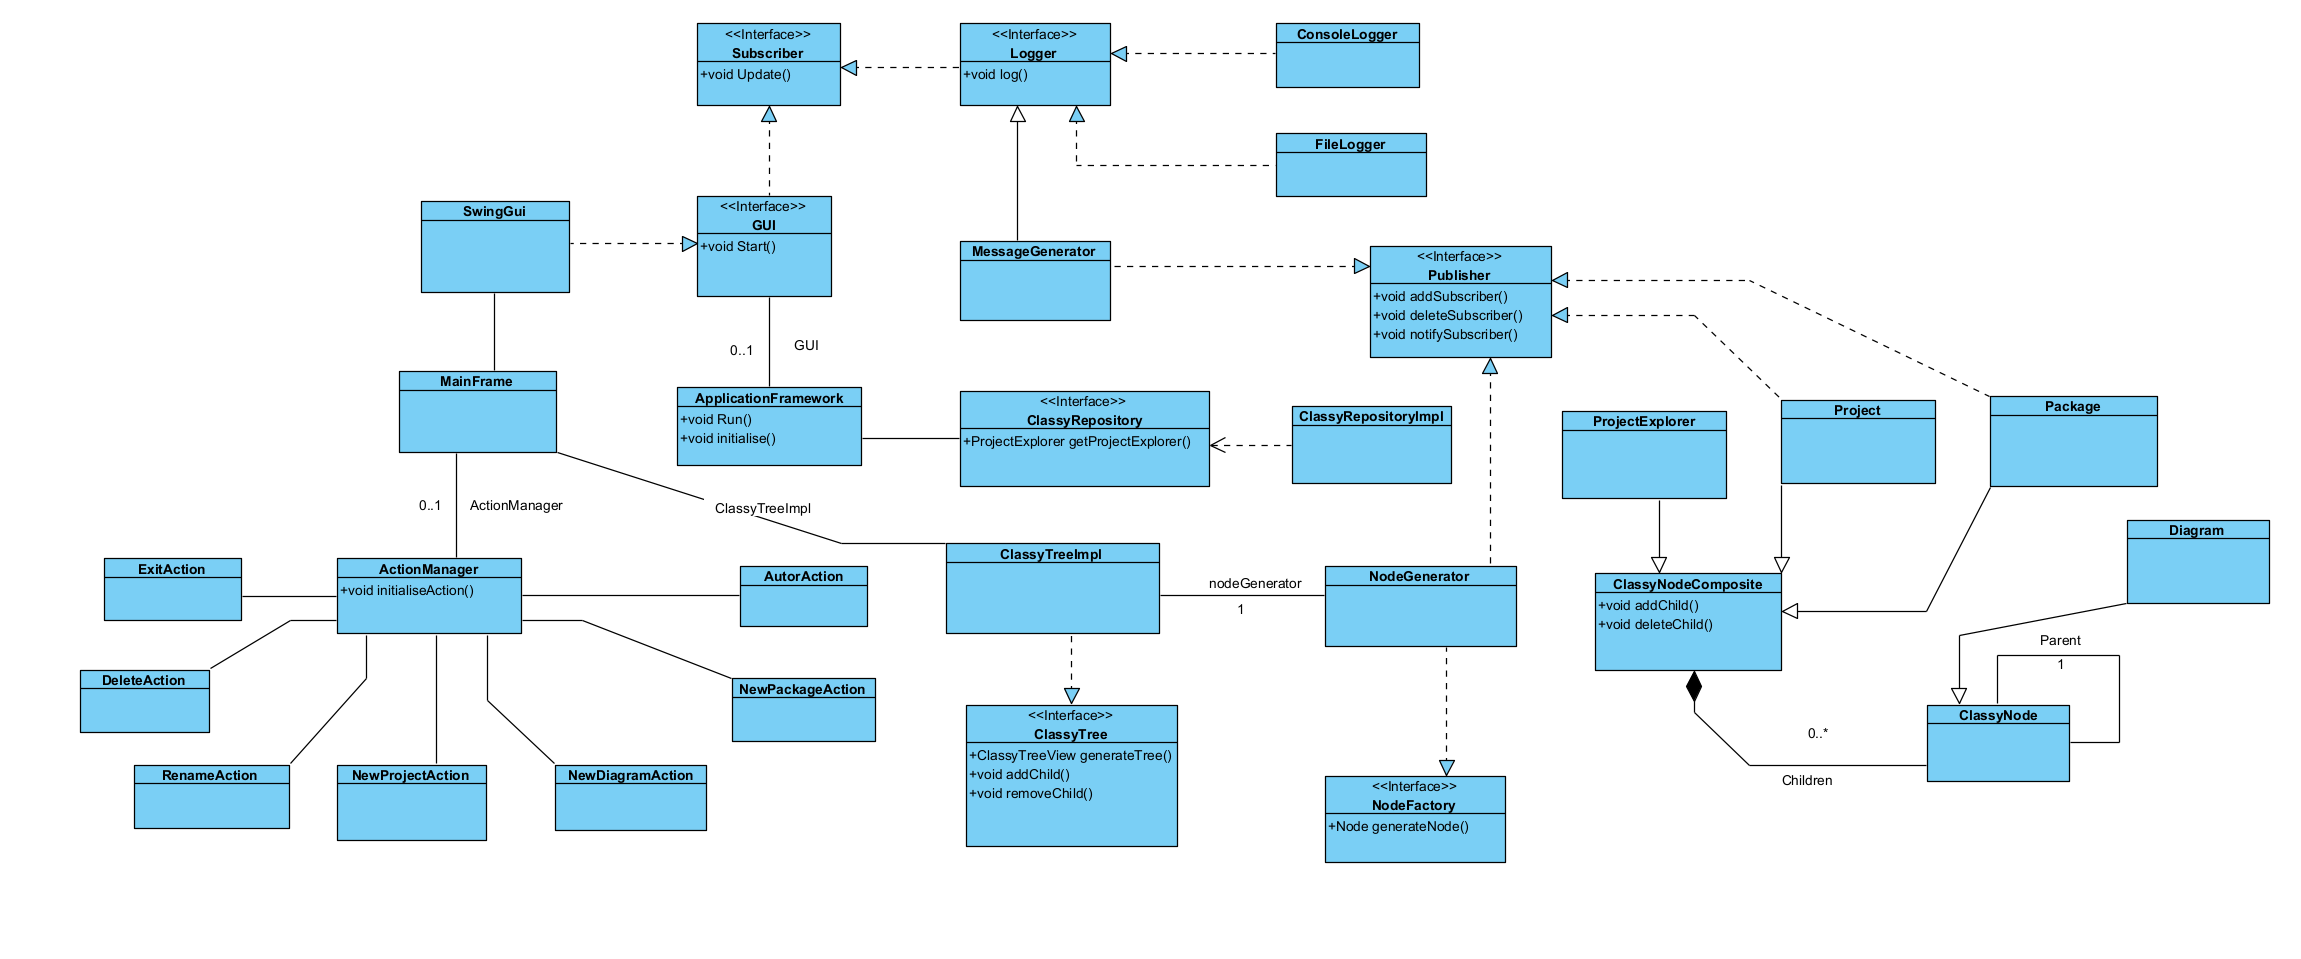 <<Interface>>
Subscriber
+void Update()
<<Interface>>
Logger
+void log()
ConsoleLogger
FileLogger
SwingGui
<<Interface>>
GUI
+void Start()
MessageGenerator
<<Interface>>
Publisher
+void addSubscriber()
+void deleteSubscriber()
+void notifySubscriber()
0..1
GUI
MainFrame
ApplicationFramework
+void Run()
+void initialise()
<<Interface>>
ClassyRepository
+ProjectExplorer getProjectExplorer()
ClassyRepositoryImpl
ProjectExplorer
Project
Package
0..1
ActionManager
ClassyTreeImpl
Diagram
ExitAction
ActionManager
+void initialiseAction()
AutorAction
ClassyTreeImpl
nodeGenerator
1
NodeGenerator
ClassyNodeComposite
+void addChild()
+void deleteChild()
Parent
1
DeleteAction
NewPackageAction
RenameAction
NewProjectAction
NewDiagramAction
<<Interface>>
ClassyTree
+ClassyTreeView generateTree()
+void addChild()
+void removeChild()
<<Interface>>
NodeFactory
+Node generateNode()
0..*
Children
ClassyNode